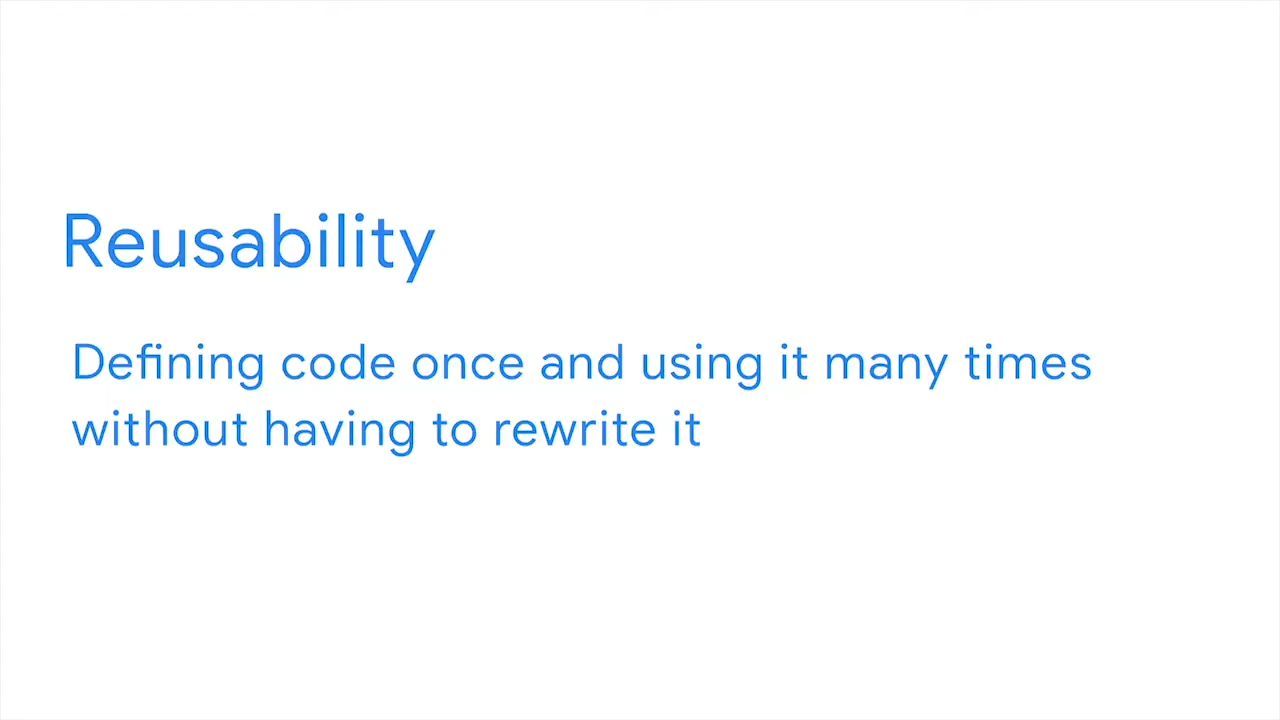 Reusability
Defining code once and using it many times
without having to rewrite it